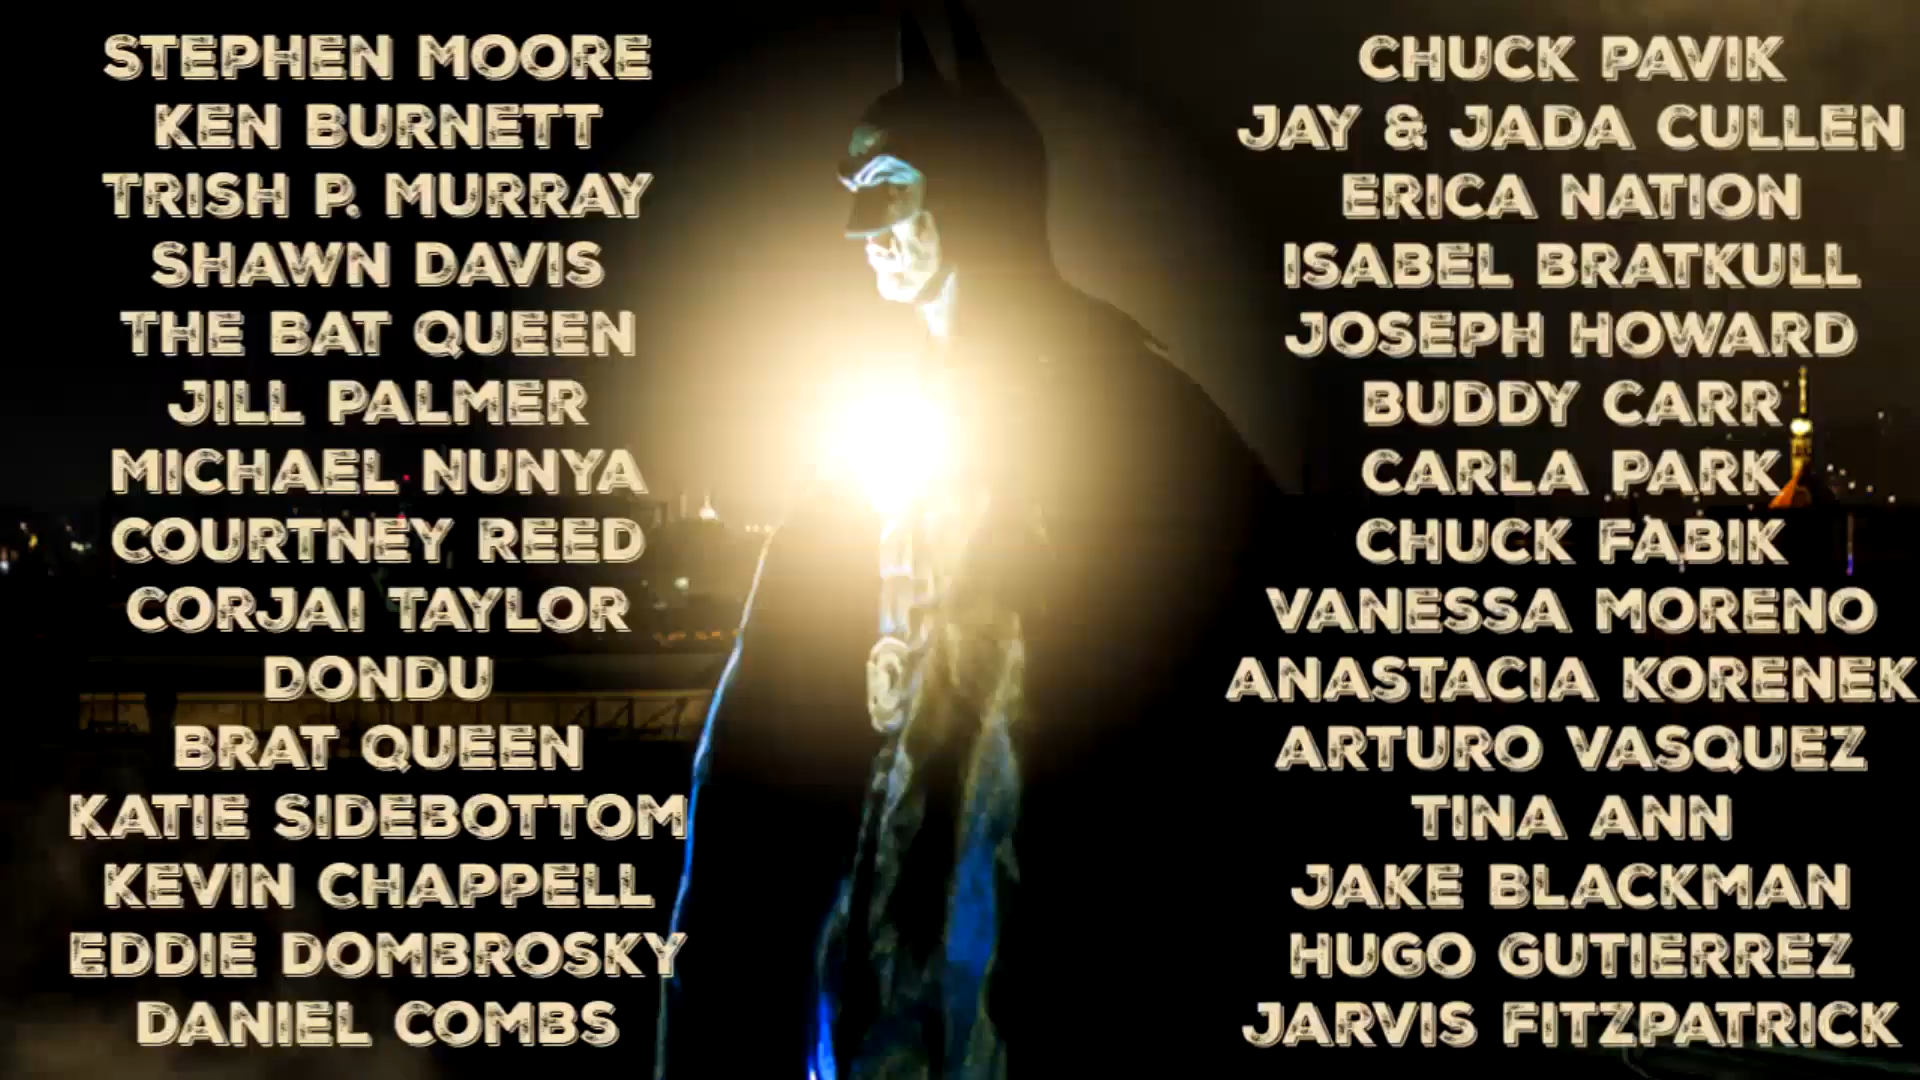 STEPHEN MOORE
KEN BURNETT
TRISH P. MURRAY
SHAWN DAVIS
THE BAT QUEEN
JILL PALMER
MICHAEL NUNYA
COURTNEY REED
CORJAI TAYLOR
DONDU
BRAT QUEEN
KATIE SIDEBOTTOM
KEVIN CHAPPELL
EDDIE DOMBROSKY
DANIEL COMBS
CHUCK PAVIK
JAY & JADA CULLEN
ERICA NATION
ISABEL BRATKULL
JOSEPH HOWARD
BUDDY CARR
CARLA PARK
CHUCK FABIK
VANESSA MORENO
ANASTACIA KORENEK
ARTURO VASQUEZ
TINA ANN
JAKE BLACKMAN
HUGO GUTIERREZ
JARVIS FITZPATRICK